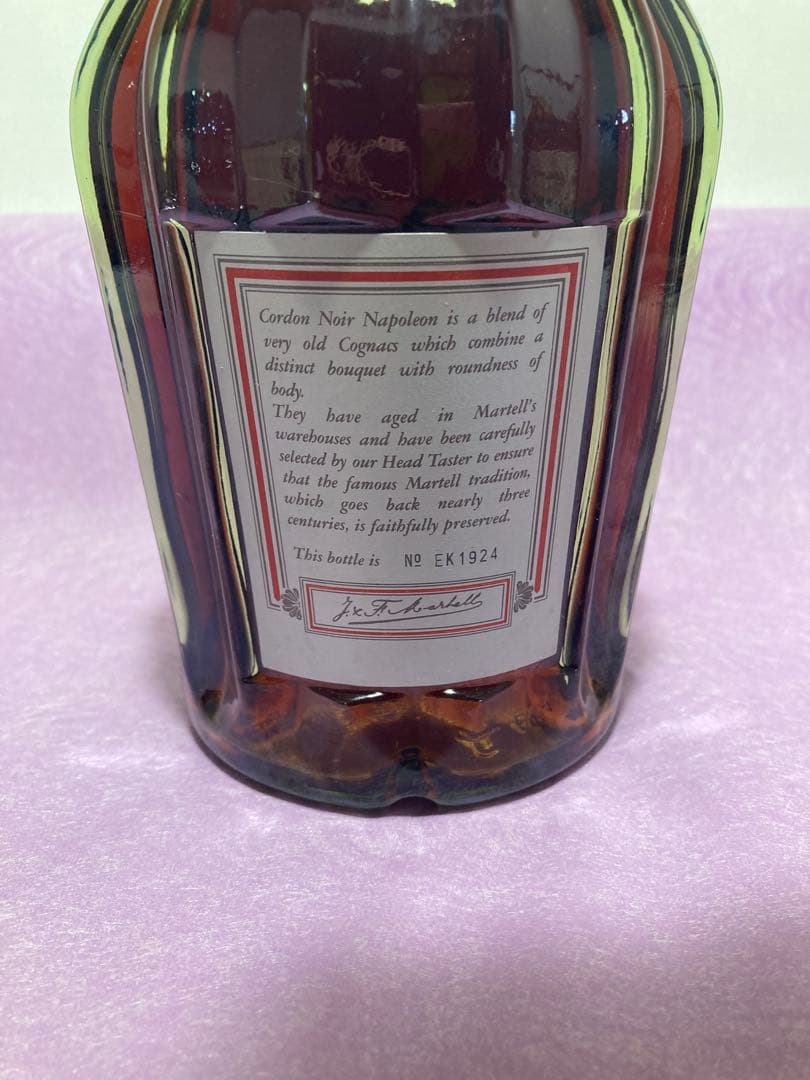 Cordon Noir Napoleon is a blend of
very old Cognacs which combine a
distinct bouquet with roundness of
body.
They have aged in Martell's
warehouses and have been carefully
selected by our Head Taster to ensure
that the famous Martell tradition,
which goes back nearly three
centuries, is faithfully preserved.
This bottle is Nº EK1924
J. & F. Martell